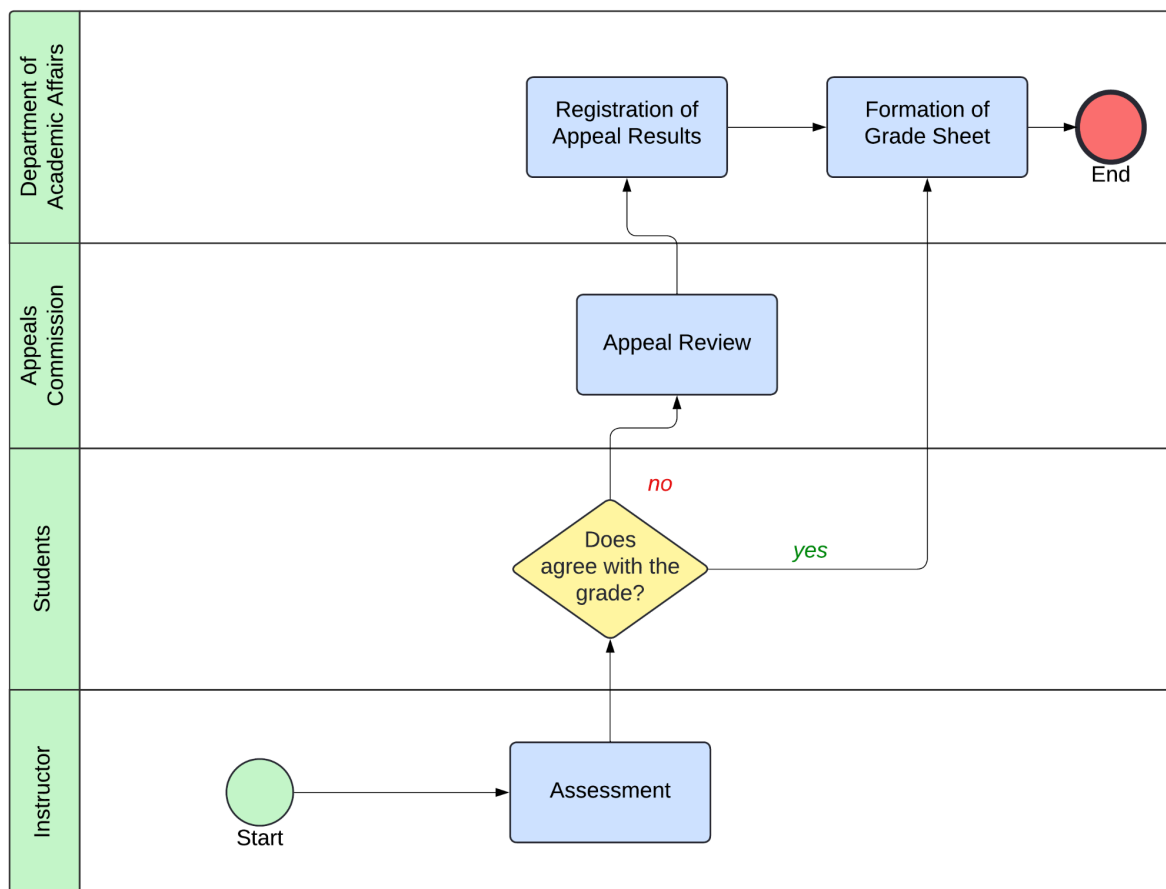 Department of
Academic Affairs
Registration of
Appeal Results
Formation of
Grade Sheet
End
Appeals
Commission
Appeal Review
Students
no
Does
agree with the
grade?
yes
Instructor
Assessment
Start